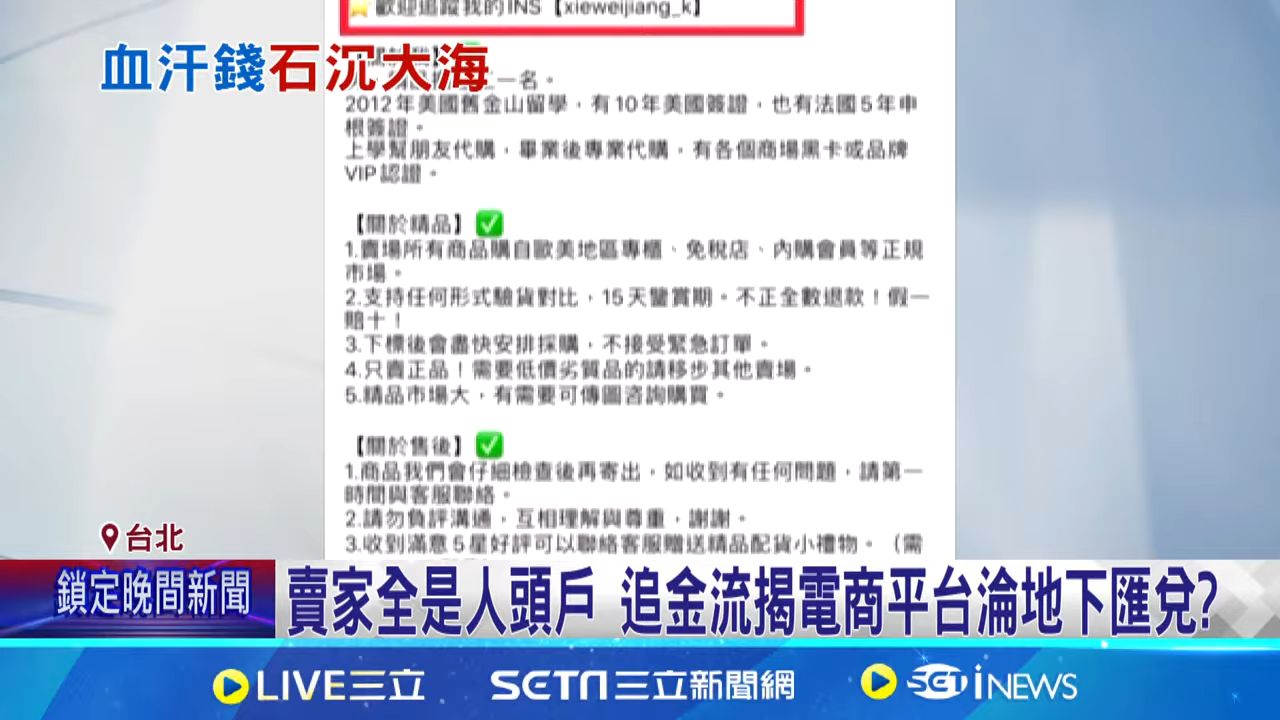 歡迎追蹤我的INS【xieweijiang_k】
血汗錢石沉大海
一名。
2012年美國舊金山留學，有10年美國簽證，也有法國5年申
根簽證。
上學幫朋友代購，畢業後專業代購，有各個商場黑卡或品牌
VIP認證。
【關於精品】
1.賣場所有商品購自歐美地區專櫃、免稅店、內購會員等正規
市場。
2.支持任何形式驗貨對比，15天鑒賞期。不正全數退款！假一
賠十！
3.下標後會盡快安排採購，不接受緊急訂單。
4.只賣正品！需要低價劣質品的請移步其他賣場。
5.精品市場大，有需要可傳圖咨詢購買。
【關於售後】
1.商品我們會仔細檢查後再寄出，如收到有任何問題，請第一
時間與客服聯絡。
2.請勿負評溝通，互相理解與尊重，謝謝。
3.收到滿意5星好評可以聯絡客服贈送精品配貨小禮物。（需
台北
鎖定晚間新聞
賣家全是人頭戶 追金流揭電商平台淪地下匯兌?
LIVE三立
SETN三立新聞網
SETiNEWS